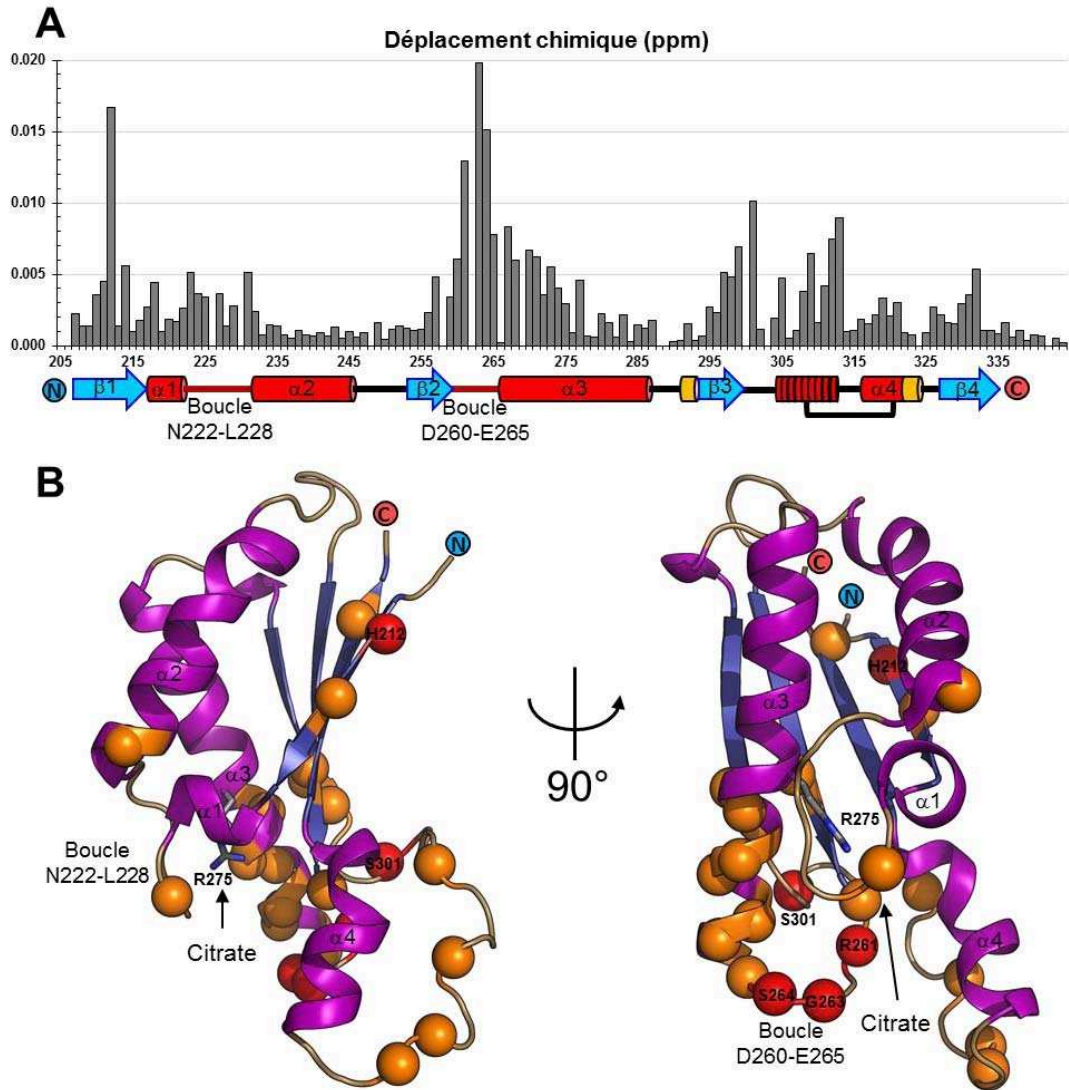 A
Déplacement chimique (ppm)
0.020
0.015
0.010
0.005
0.000
205 215 225 235 245 255 265 275 285 295 305 315 325 335
N β1 α1 α2 β2 α3 β3 α4 β4 C
Boucle
N222-L228
Boucle
D260-E265
B
C
N
H212
α2
α3
α1
Boucle
N222-L228
R275
S301
Citrate
α4
90°
C
N
α2
H212
α3
α1
R275
S301
R261
α4
S264 G263
Boucle
D260-E265
Citrate